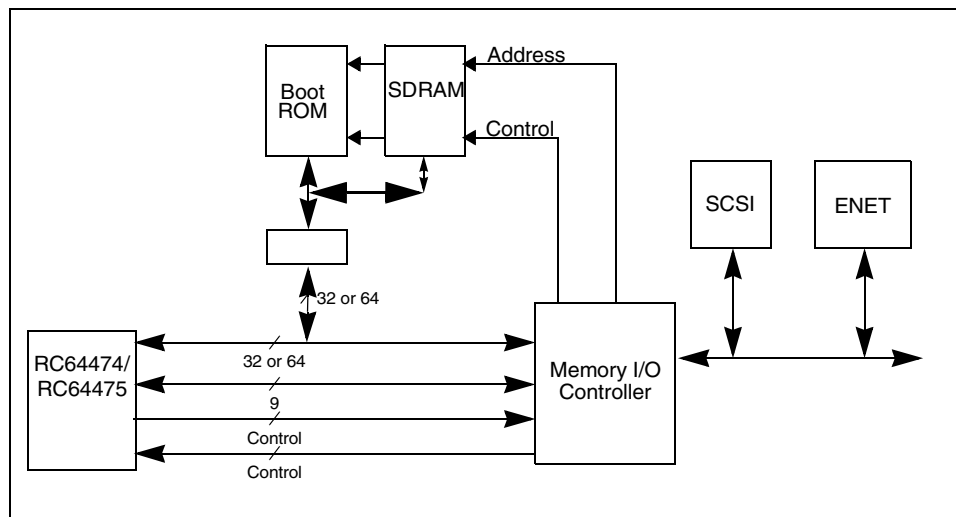 Address
Boot
ROM
SDRAM
Control
SCSI
ENET
32 or 64
RC64474/
RC64475
32 or 64
Memory I/O
Controller
9
Control
Control